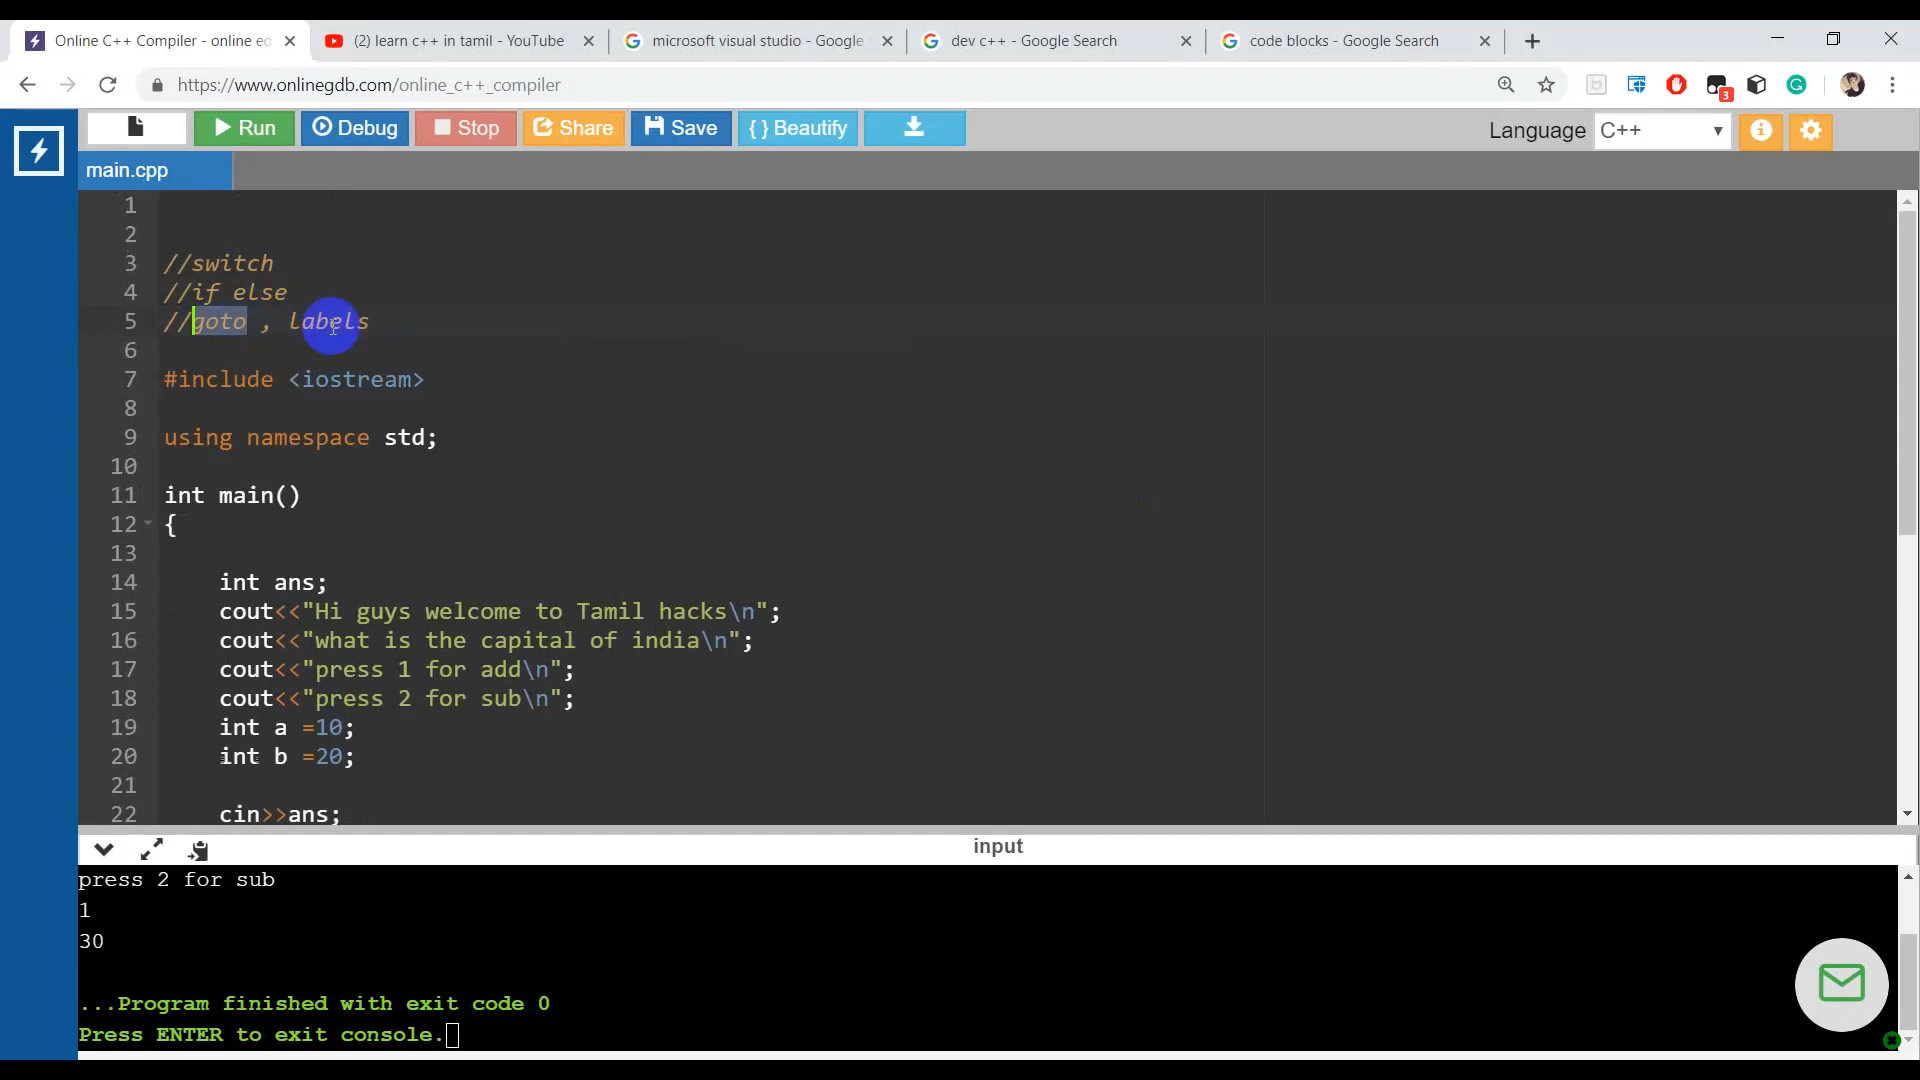 Online C++ Compiler - online ed
(2) learn c++ in tamil - YouTube
microsoft visual studio - Google
dev c++ - Google Search
code blocks - Google Search
https://www.onlinegdb.com/online_c++_compiler
3
Run
Debug
Stop
Share
Save
{ } Beautify
Language
C++
main.cpp
1
2
3 //switch
4 //if else
5 //goto , labels
6
7 #include <iostream>
8
9 using namespace std;
10
11 int main()
12 {
13
14 int ans;
15 cout<<"Hi guys welcome to Tamil hacks\n";
16 cout<<"what is the capital of india\n";
17 cout<<"press 1 for add\n";
18 cout<<"press 2 for sub\n";
19 int a =10;
20 int b =20;
21
22 cin>>ans;
input
press 2 for sub
1
30
...Program finished with exit code 0
Press ENTER to exit console.